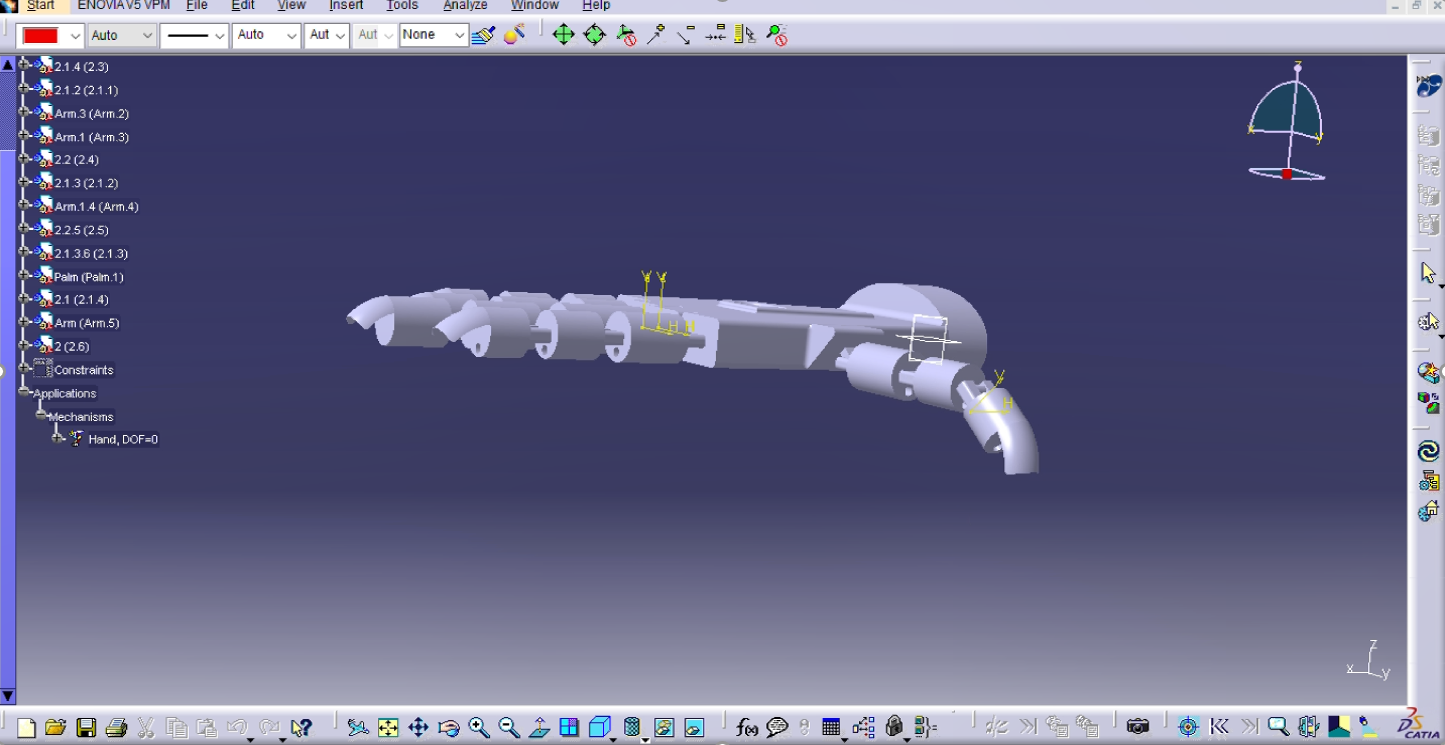 Start ENOVIA V5 VPM File Edit View Insert Tools Analyze Window Help
Auto Auto Aut Aut None
2.1.4 (2.3)
2.1.2 (2.1.1)
Arm.3 (Arm.2)
Arm.1 (Arm.3)
2.2 (2.4)
2.1.3 (2.1.2)
Arm.1.4 (Arm.4)
2.2.5 (2.5)
2.1.3.6 (2.1.3)
Palm (Palm.1)
2.1 (2.1.4)
Arm (Arm.5)
2 (2.6)
Constraints
Applications
Mechanisms
Hand, DOF=0
z
x
y
V V
H H
V
H
z
x
y
f(x)
CATIA